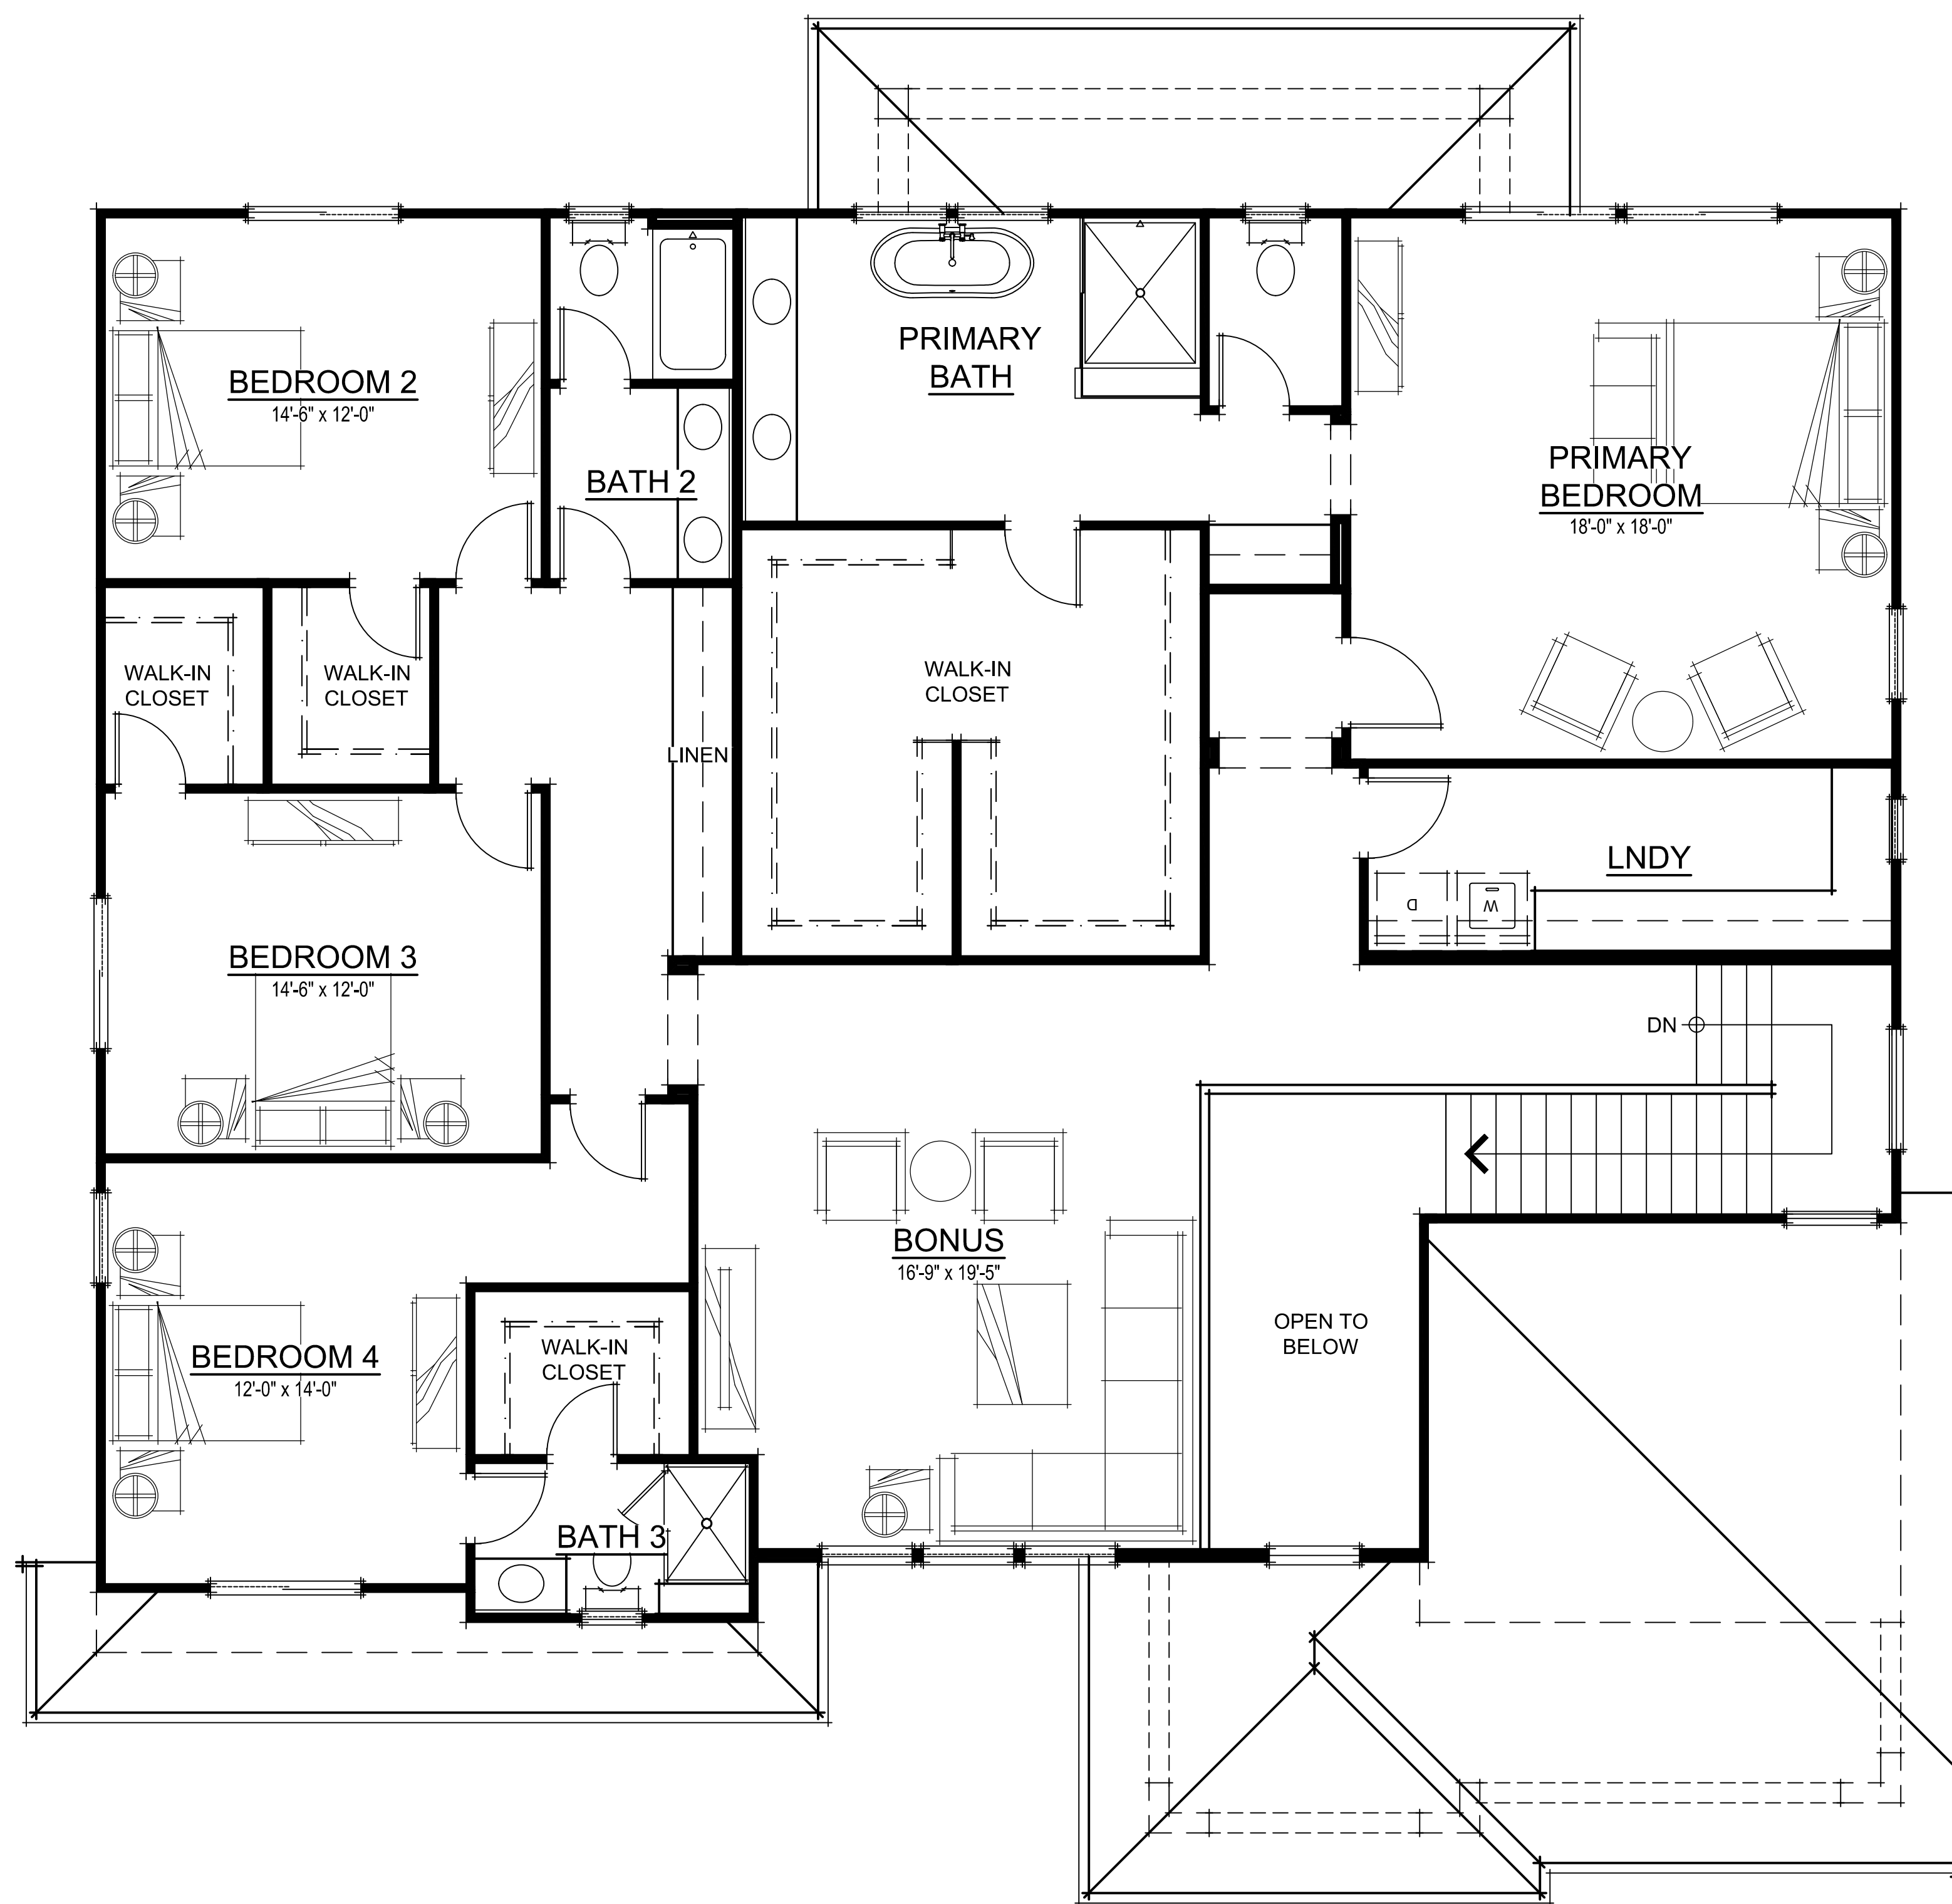 PRIMARY
BATH
BEDROOM 2
14'-6" x 12'-0"
BATH 2
PRIMARY
BEDROOM
18'-0" x 18'-0"
WALK-IN
CLOSET
WALK-IN
CLOSET
WALK-IN
CLOSET
LINEN
LNDY
D
W
BEDROOM 3
14'-6" x 12'-0"
DN
BONUS
16'-9" x 19'-5"
OPEN TO
BELOW
WALK-IN
CLOSET
BEDROOM 4
12'-0" x 14'-0"
BATH 3